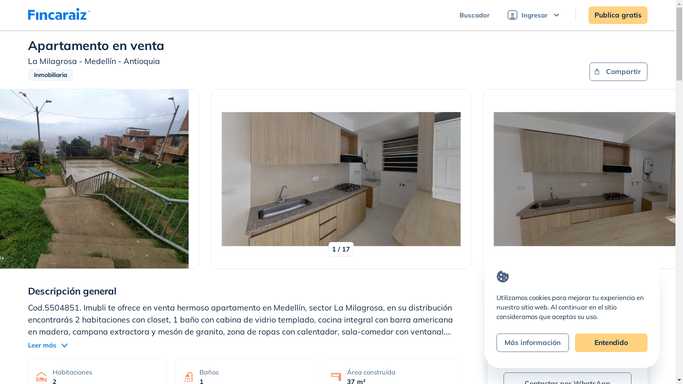 Fincaraiz
Buscador
Ingresar
Publica gratis
Apartamento en venta
La Milagrosa - Medellín - Antioquia
Inmobiliaria
Compartir
1 / 17
Descripción general
Cod.5504851. Imubli te ofrece en venta hermoso apartamento en Medellín, sector La Milagrosa, en su distribución
encontrarás 2 habitaciones con closet, 1 baño con cabina de vidrio templado, cocina integral con barra americana
en madera, campana extractora y mesón de granito, zona de ropas con calentador, sala-comedor con ventanal,...
Leer más
Habitaciones
2
Baños
1
Área construida
37 m²
Utilizamos cookies para mejorar tu experiencia en
nuestro sitio web. Al continuar en el sitio
consideramos que aceptas su uso.
Más información
Entendido
Contactar por WhatsApp